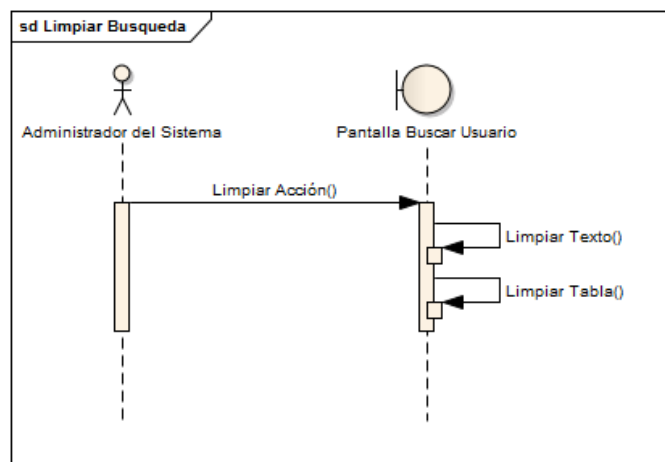 sd Limpiar Busqueda
Administrador del Sistema
Pantalla Buscar Usuario
Limpiar Acción()
Limpiar Texto()
Limpiar Tabla()